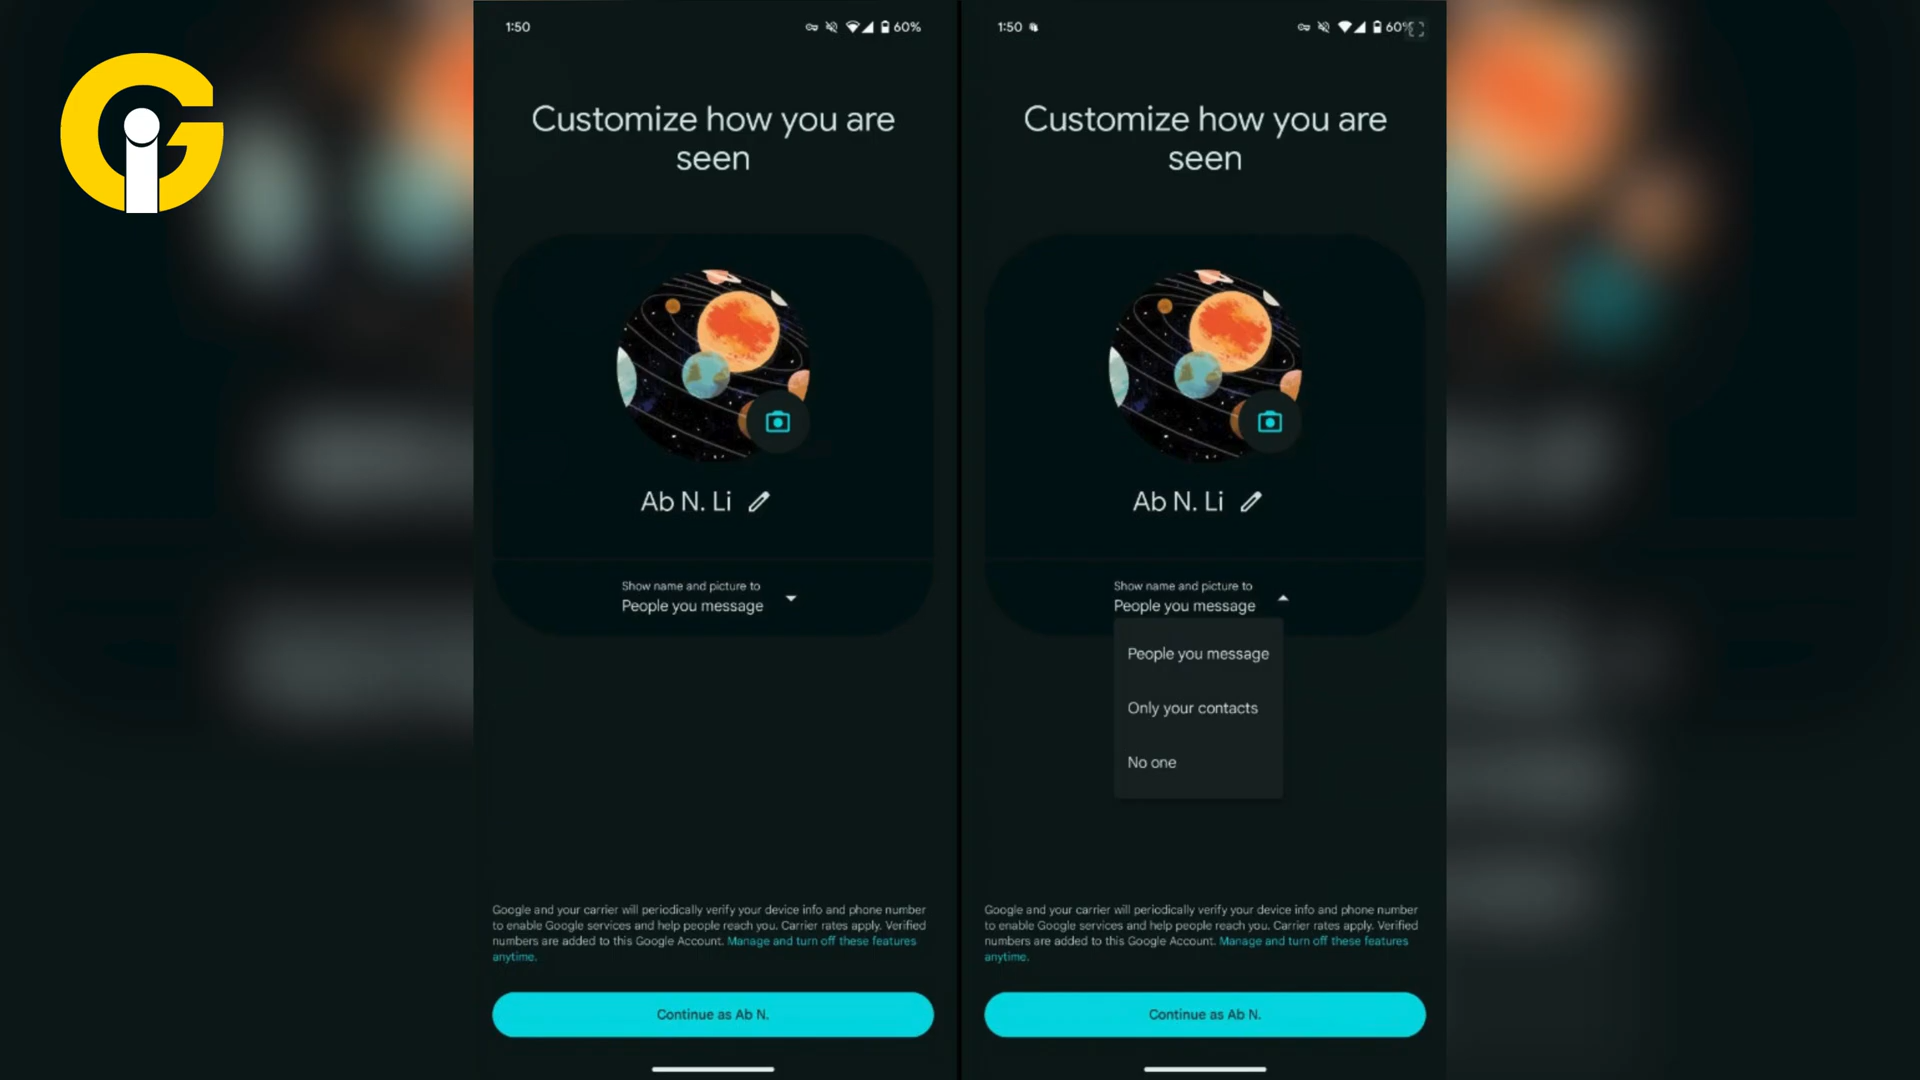 Gi
1:50
60%
Customize how you are
seen
Ab N. Li
Show name and picture to
People you message
Google and your carrier will periodically verify your device info and phone number
to enable Google services and help people reach you. Carrier rates apply. Verified
numbers are added to this Google Account. Manage and turn off these features
anytime.
Continue as Ab N.
1:50
60%
Customize how you are
seen
Ab N. Li
Show name and picture to
People you message
People you message
Only your contacts
No one
Google and your carrier will periodically verify your device info and phone number
to enable Google services and help people reach you. Carrier rates apply. Verified
numbers are added to this Google Account. Manage and turn off these features
anytime.
Continue as Ab N.